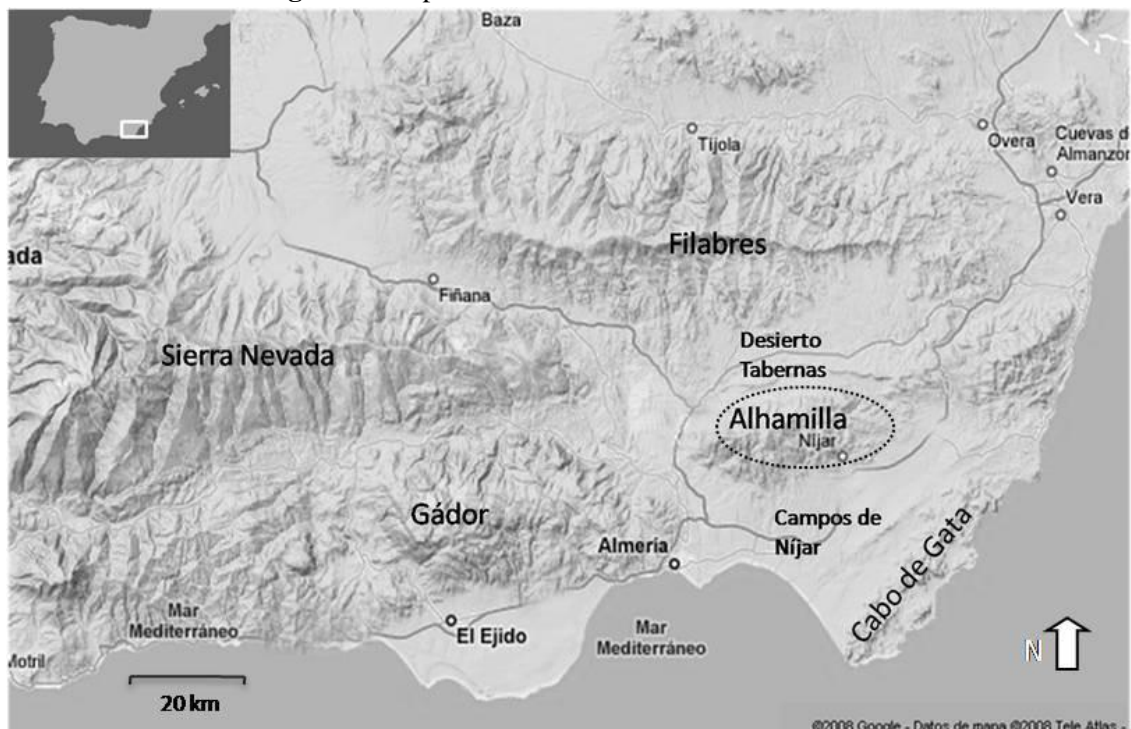 Baza
Tíjola
Overa
Cuevas de
Almanzor
Vera
ada
Filabres
Fiñana
Sierra Nevada
Desierto
Tabernas
Alhamilla
Níjar
Gádor
Campos de
Níjar
Almería
Cabo de Gata
Mar
Mediterráneo
El Ejido
Mar
Mediterráneo
Motril
N
20 km
©2008 Google - Datos de mapa ©2008 Tele Atlas -